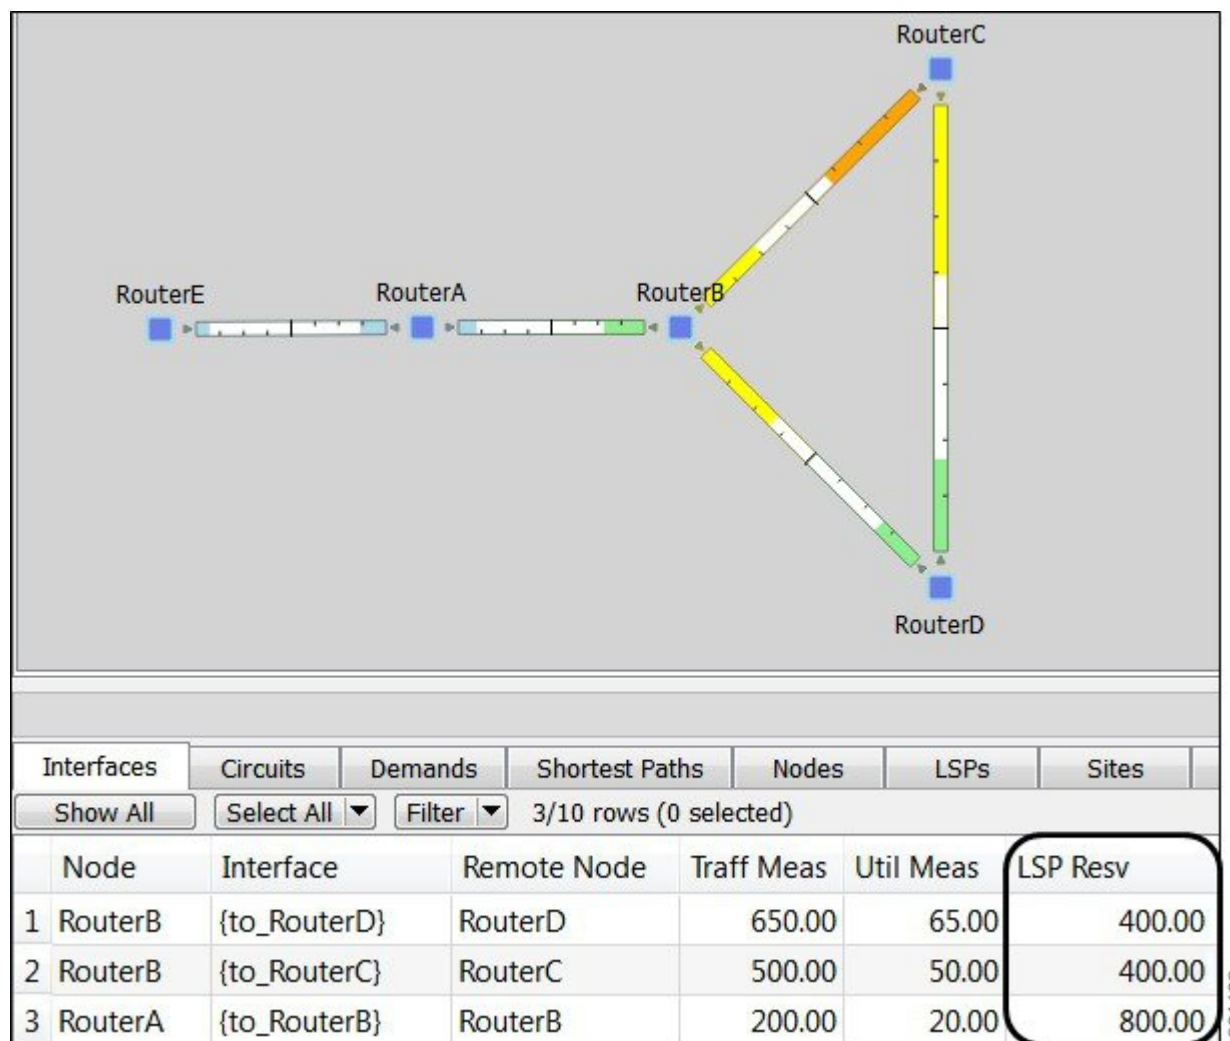 RouterC
RouterE
RouterA
RouterB
RouterD
Interfaces Circuits Demands Shortest Paths Nodes LSPs Sites
Show All Select All Filter 3/10 rows (0 selected)
Node Interface Remote Node Traff Meas Util Meas LSP Resv
1 RouterB {to_RouterD} RouterD 650.00 65.00 400.00
2 RouterB {to_RouterC} RouterC 500.00 50.00 400.00
3 RouterA {to_RouterB} RouterB 200.00 20.00 800.00